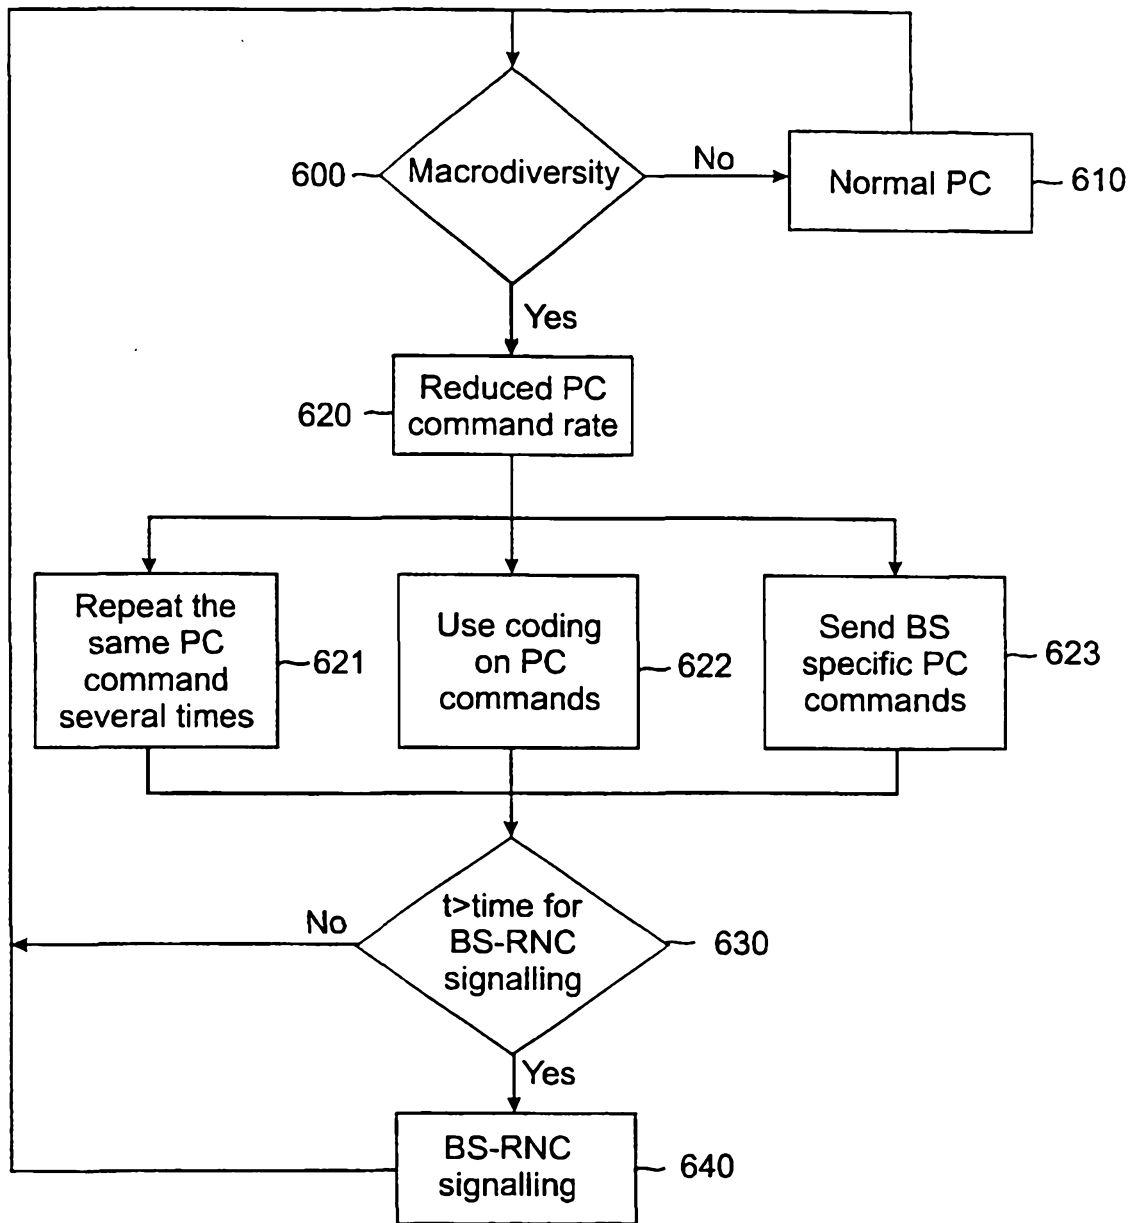 600
Macrodiversity
No
Normal PC
610
Yes
620
Reduced PC
command rate
Repeat the
same PC
command
several times
621
Use coding
on PC
commands
622
Send BS
specific PC
commands
623
No
t>time for
BS-RNC
signalling
630
Yes
BS-RNC
signalling
640